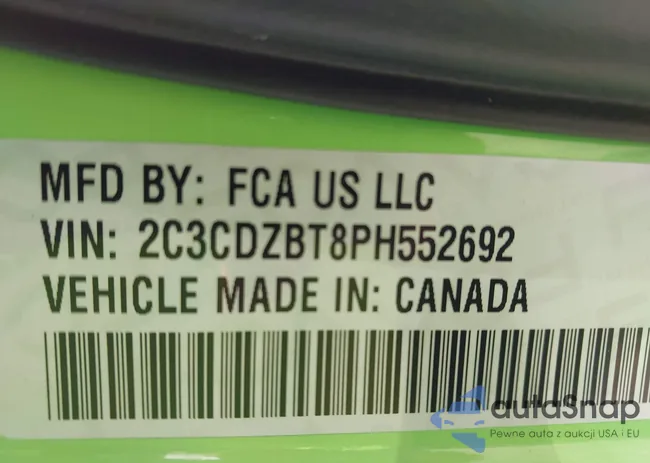 MFD BY: FCA US LLC
VIN: 2C3CDZBT8PH552692
VEHICLE MADE IN: CANADA
autoSnap
Pewne auta z aukcji USA i EU